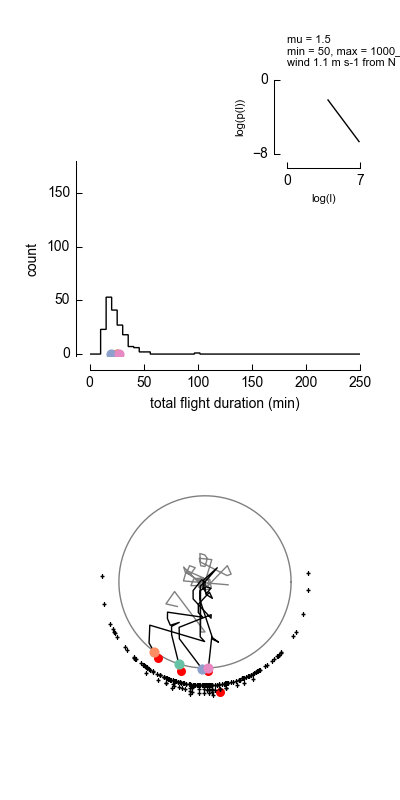 mu = 1.5
min = 50, max = 1000_
wind 1.1 m s-1 from N
0
log(p(l))
−8
0 7
log(l)
150
100
50
0
count
0 50 100 150 200 250
total flight duration (min)